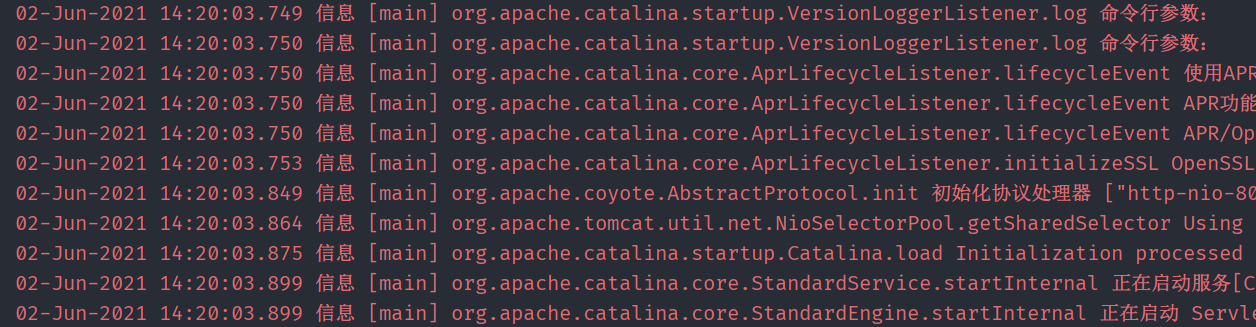 02-Jun-2021 14:20:03.749 信息 [main] org.apache.catalina.startup.VersionLoggerListener.log 命令行参数:
02-Jun-2021 14:20:03.750 信息 [main] org.apache.catalina.startup.VersionLoggerListener.log 命令行参数:
02-Jun-2021 14:20:03.750 信息 [main] org.apache.catalina.core.AprLifecycleListener.lifecycleEvent 使用APR
02-Jun-2021 14:20:03.750 信息 [main] org.apache.catalina.core.AprLifecycleListener.lifecycleEvent APR功能
02-Jun-2021 14:20:03.750 信息 [main] org.apache.catalina.core.AprLifecycleListener.lifecycleEvent APR/Op
02-Jun-2021 14:20:03.753 信息 [main] org.apache.catalina.core.AprLifecycleListener.initializeSSL OpenSSL
02-Jun-2021 14:20:03.849 信息 [main] org.apache.coyote.AbstractProtocol.init 初始化协议处理器 ["http-nio-80
02-Jun-2021 14:20:03.864 信息 [main] org.apache.tomcat.util.net.NioSelectorPool.getSharedSelector Using
02-Jun-2021 14:20:03.875 信息 [main] org.apache.catalina.startup.Catalina.load Initialization processed
02-Jun-2021 14:20:03.899 信息 [main] org.apache.catalina.core.StandardService.startInternal 正在启动服务[C
02-Jun-2021 14:20:03.899 信息 [main] org.apache.catalina.core.StandardEngine.startInternal 正在启动 Servle